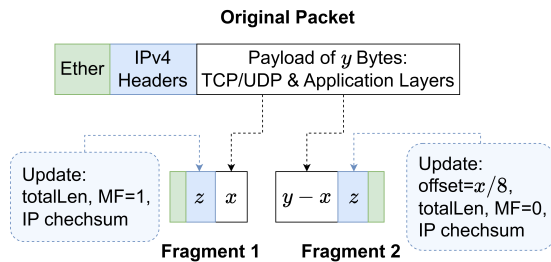 Original Packet
Ether
IPv4
Headers
Payload of y Bytes:
TCP/UDP & Application Layers
Update:
totalLen, MF=1,
IP chechsum
z
x
y − x
z
Update:
offset=x/8,
totalLen, MF=0,
IP chechsum
Fragment 1
Fragment 2